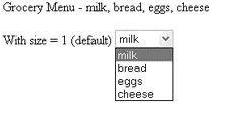 Grocery Menu - milk, bread, eggs, cheese
With size = 1 (default) milk
milk
bread
eggs
cheese